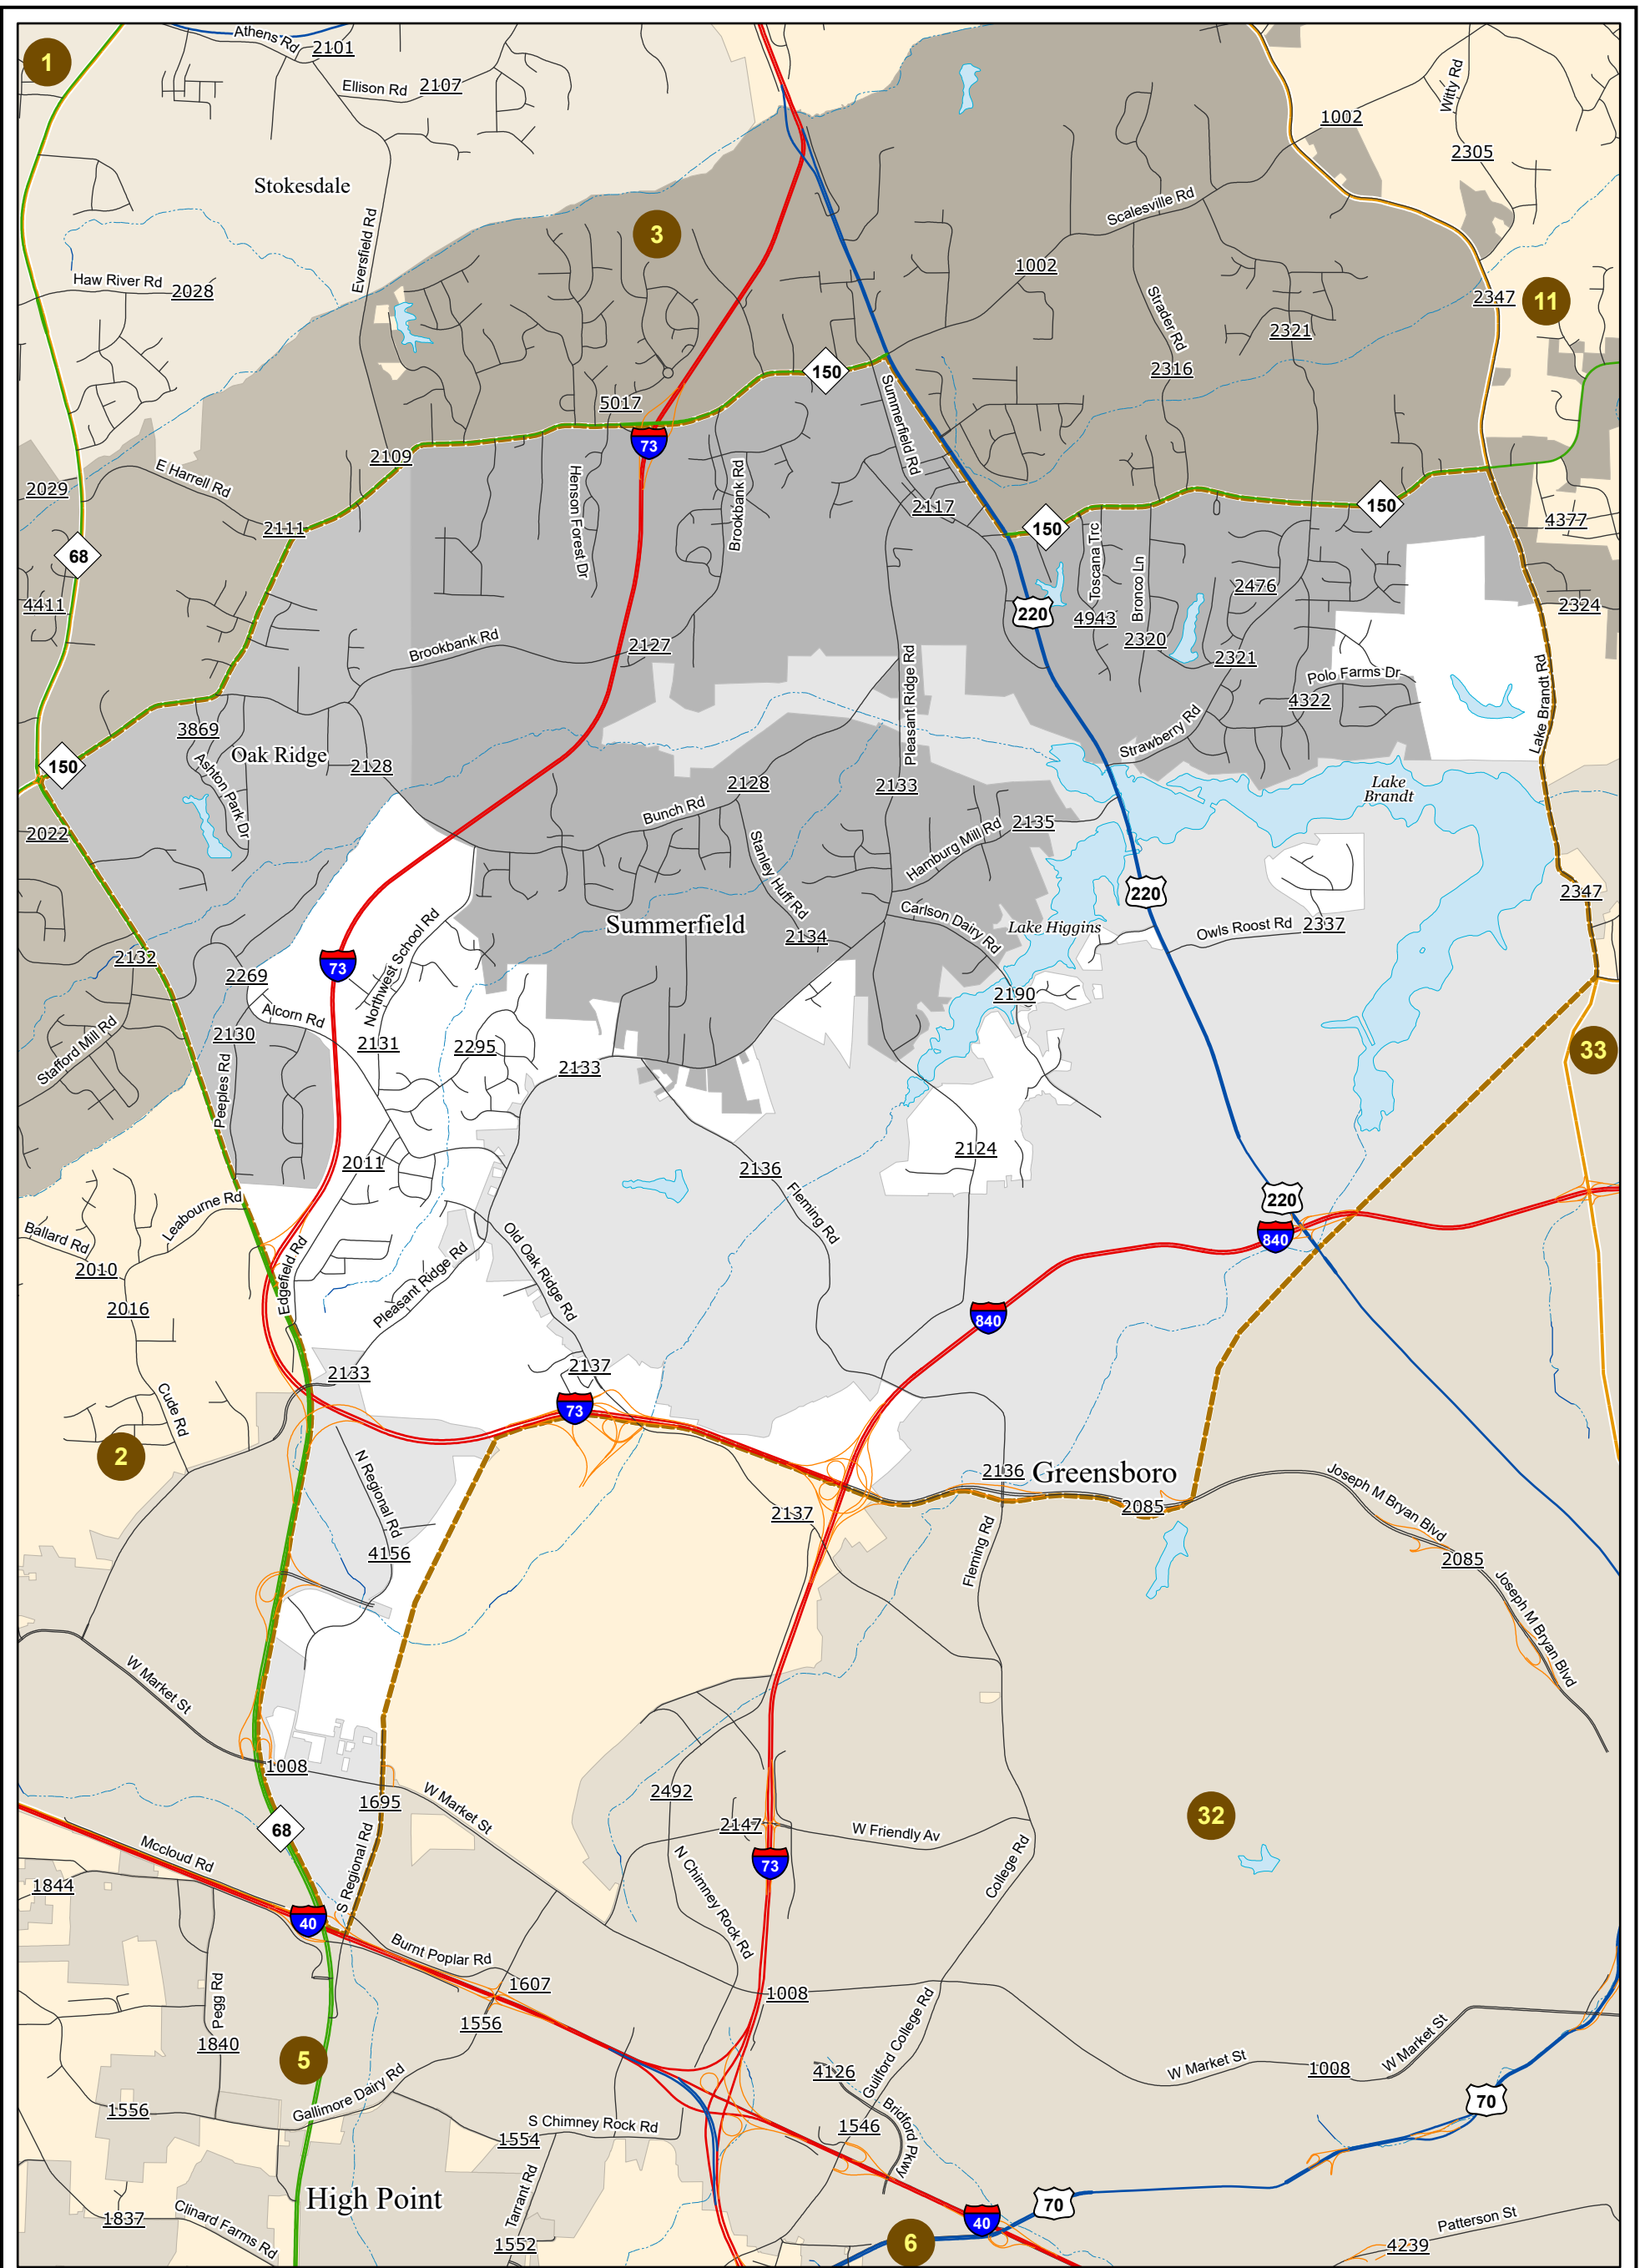 1
Athens Rd
2101
Ellison Rd
2107
Witty Rd
1002
2305
Stokesdale
Eversfield Rd
3
Scalesville Rd
Haw River Rd
2028
1002
Strader Rd
2347
11
2321
2316
150
Summerfield Rd
5017
73
2109
E Harrell Rd
2029
Henson Forest Dr
Brookbank Rd
2117
150
150
2111
4377
68
Toscana Trc
Bronco Ln
2476
4411
220
4943
2324
2320
2321
Brookbank Rd
2127
Pleasant Ridge Rd
Polo Farms Dr
4322
Lake Brandt Rd
3869
Oak Ridge
Strawberry Rd
150
2128
Ashton Park Dr
2128
2133
Lake
Brandt
Bunch Rd
2135
2022
Hamburg Mill Rd
Stanley Huff Rd
220
2347
Summerfield
Carlson Dairy Rd
Lake Higgins
Owls Roost Rd
2337
2134
2132
73
Northwest School Rd
2269
2190
Alcorn Rd
2130
2131
2295
33
Stafford Mill Rd
2133
Peeples Rd
2124
2011
2136
Fleming Rd
220
Leabourne Rd
Ballard Rd
840
2010
Old Oak Ridge Rd
Edgefield Rd
Pleasant Ridge Rd
2016
840
2137
2133
Cude Rd
73
2
N Regional Rd
2136
Greensboro
Joseph M Bryan Blvd
2085
2137
4156
Fleming Rd
2085
Joseph M Bryan Blvd
W Market St
1008
1695
W Market St
2492
32
68
2147
W Friendly Av
Mccloud Rd
S Regional Rd
73
College Rd
1844
N Chimney Rock Rd
40
Burnt Poplar Rd
1607
1008
Pegg Rd
1556
Guilford College Rd
W Market St
1840
5
4126
W Market St
1008
70
Gallimore Dairy Rd
1556
Bridford Pkwy
S Chimney Rock Rd
1546
1554
Tarrant Rd
High Point
70
1837
Clinard Farms Rd
40
Patterson St
6
1552
4239